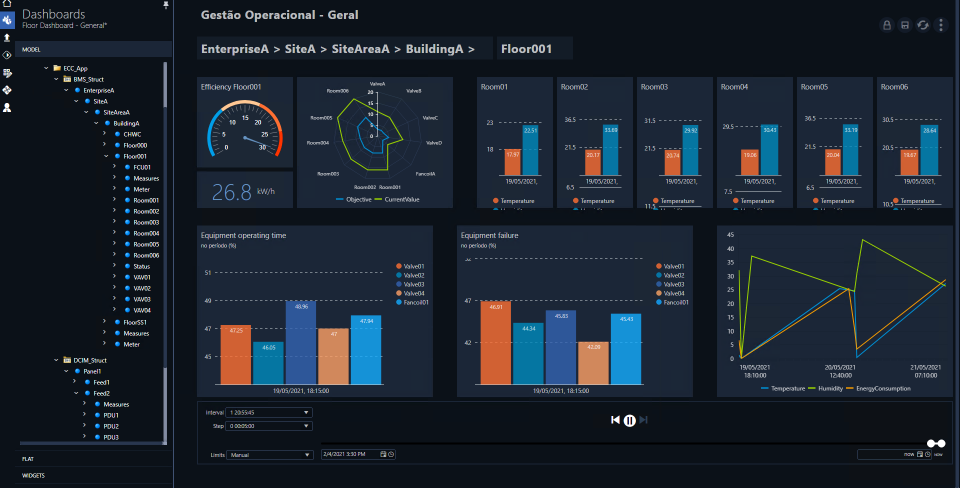 Dashboards
Floor Dashboard - General*
MODEL
ECC_App
BMS_Struct
EnterpriseA
SiteA
SiteAreaA
BuildingA
CHWC
Floor000
Floor001
FCU01
Measures
Meter
Room001
Room002
Room003
Room004
Room005
Room006
Status
VAV01
VAV02
VAV03
VAV04
FloorSS1
Measures
Meter
DCIM_Struct
Panel1
Feed1
Feed2
Measures
PDU1
PDU2
PDU3
FLAT
WIDGETS
Gestão Operacional - Geral
EnterpriseA > SiteA > SiteAreaA > BuildingA > Floor001
Efficiency Floor001
0 5 10 15 20 25 30
26.8 kW/h
ValveA
ValveB
ValveC
ValveD
FancoilA
Room001
Room002
Room003
Room004
Room005
Room006
20
15
10
5
0
Objective CurrentValue
Room01
23
18
17.97 22.51
19/05/2021,
Temperature
Room02
36.5
21.5
6.5
20.17 33.69
19/05/2021,
Temperature
Room03
31.5
21.5
11.5
20.74 29.92
19/05/2021,
Temperature
Room04
29.5
7.5
19.06 30.43
19/05/2021,
Temperature
Room05
36.5
21.5
6.5
20.04 33.19
19/05/2021,
Temperature
Room06
30.5
20.5
10.5
19.67 28.64
19/05/2021,
Temperature
Equipment operating time
no período (%)
51
49
47
45
47.25 46.05 48.96 47 47.94
19/05/2021, 18:15:00
Valve01
Valve02
Valve03
Valve04
Fancoil01
Equipment failure
no período (%)
52
47
42
46.91 44.34 45.83 42.09 45.43
19/05/2021, 18:15:00
Valve01
Valve02
Valve03
Valve04
Fancoil01
45
40
35
30
25
20
15
10
5
0
19/05/2021 20/05/2021 21/05/2021
18:10:00 12:40:00 07:10:00
Temperature Humidity EnergyConsumption
Interval 1 20:55:45
Step 0 00:05:00
Limits Manual 2/4/2021 3:30 PM
now
now